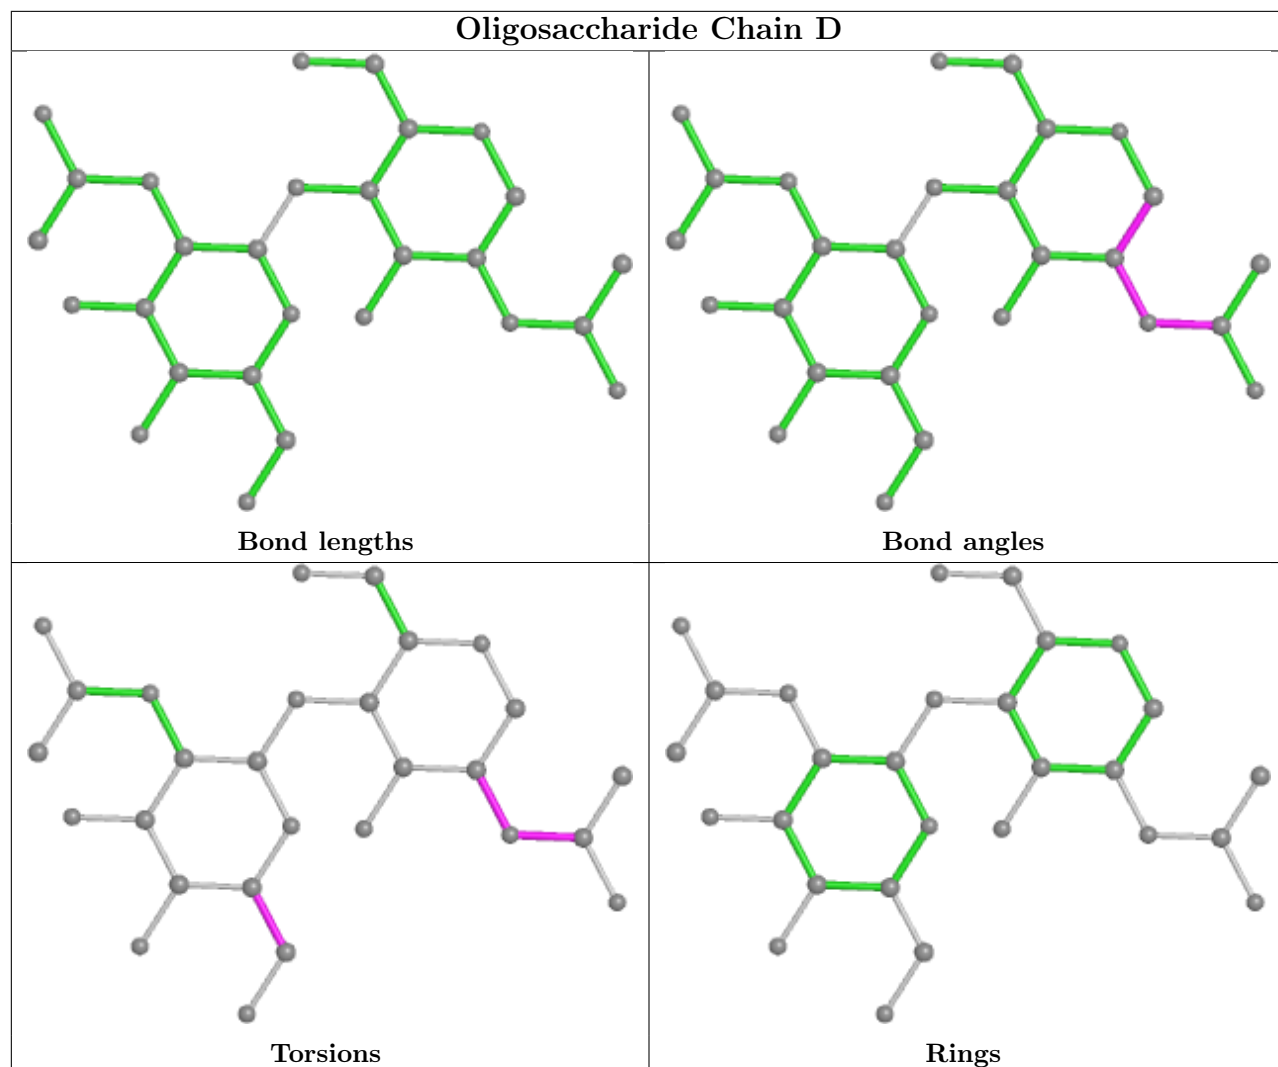 Oligosaccharide Chain D
Bond lengths
Bond angles
Torsions
Rings